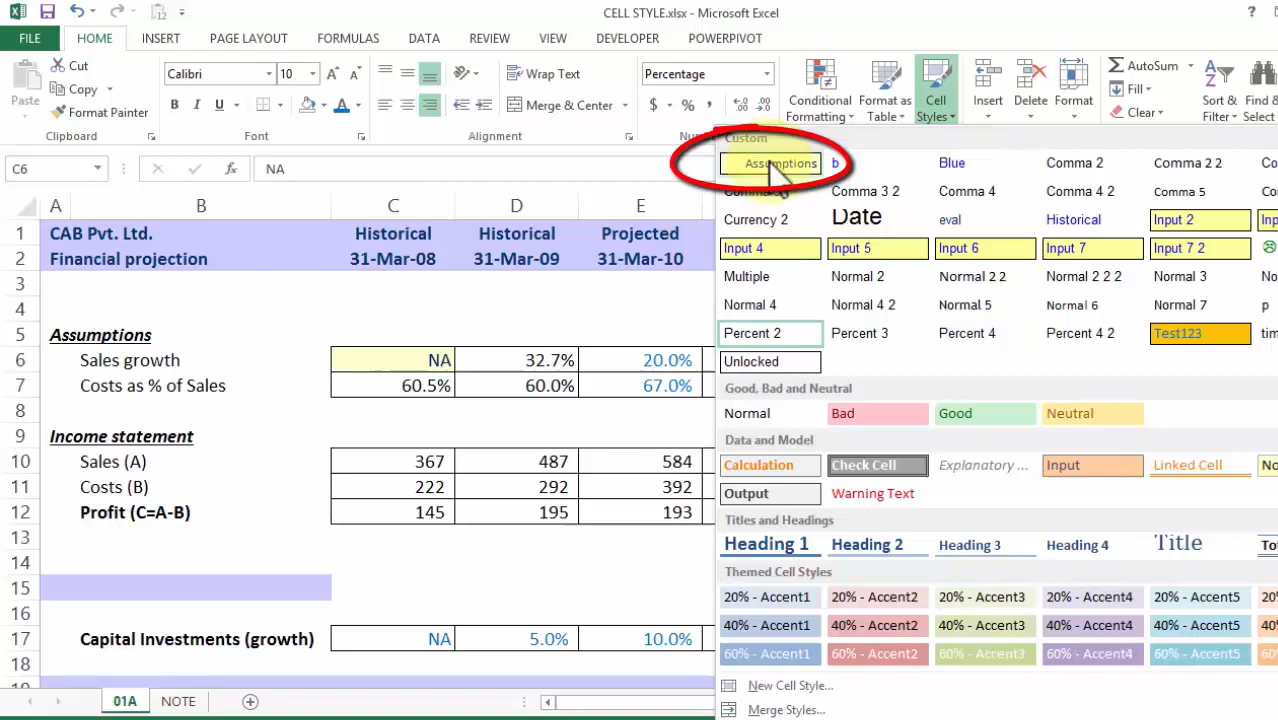 CELL STYLE.xlsx - Microsoft Excel ?
12
FILE HOME INSERT PAGE LAYOUT FORMULAS DATA REVIEW VIEW DEVELOPER POWERPIVOT
Paste
Cut
Copy
Format Painter
Clipboard
Calibri 10 A A
B I U A
Font
Wrap Text
Merge & Center
Alignment
Percentage
$ % , .0 .00 .00 .0
Conditional Formatting
Format as Table
Cell Styles
Insert Delete Format
AutoSum
Fill
Clear
Sort & Filter
Find & Select
C6 fx NA
Custom
Assumptions b Blue Comma 2 Comma 2 2
Comma 3 2 Comma 4 Comma 4 2 Comma 5
Currency 2 Date eval Historical Input 2
Input 4 Input 5 Input 6 Input 7 Input 7 2
Multiple Normal 2 Normal 2 2 Normal 2 2 2 Normal 3
Normal 4 Normal 4 2 Normal 5 Normal 6 Normal 7 p
Percent 2 Percent 3 Percent 4 Percent 4 2 Test123
Unlocked
Good, Bad and Neutral
Normal Bad Good Neutral
Data and Model
Calculation Check Cell Explanatory ... Input Linked Cell
Output Warning Text
Titles and Headings
Heading 1 Heading 2 Heading 3 Heading 4 Title
Themed Cell Styles
20% - Accent1 20% - Accent2 20% - Accent3 20% - Accent4 20% - Accent5
40% - Accent1 40% - Accent2 40% - Accent3 40% - Accent4 40% - Accent5
60% - Accent1 60% - Accent2 60% - Accent3 60% - Accent4 60% - Accent5
New Cell Style...
Merge Styles...
A B C D E
1 CAB Pvt. Ltd. Historical Historical Projected
2 Financial projection 31-Mar-08 31-Mar-09 31-Mar-10
3
4
5 Assumptions
6 Sales growth NA 32.7% 20.0%
7 Costs as % of Sales 60.5% 60.0% 67.0%
8
9 Income statement
10 Sales (A) 367 487 584
11 Costs (B) 222 292 392
12 Profit (C=A-B) 145 195 193
13
14
15
16
17 Capital Investments (growth) NA 5.0% 10.0%
18
01A NOTE